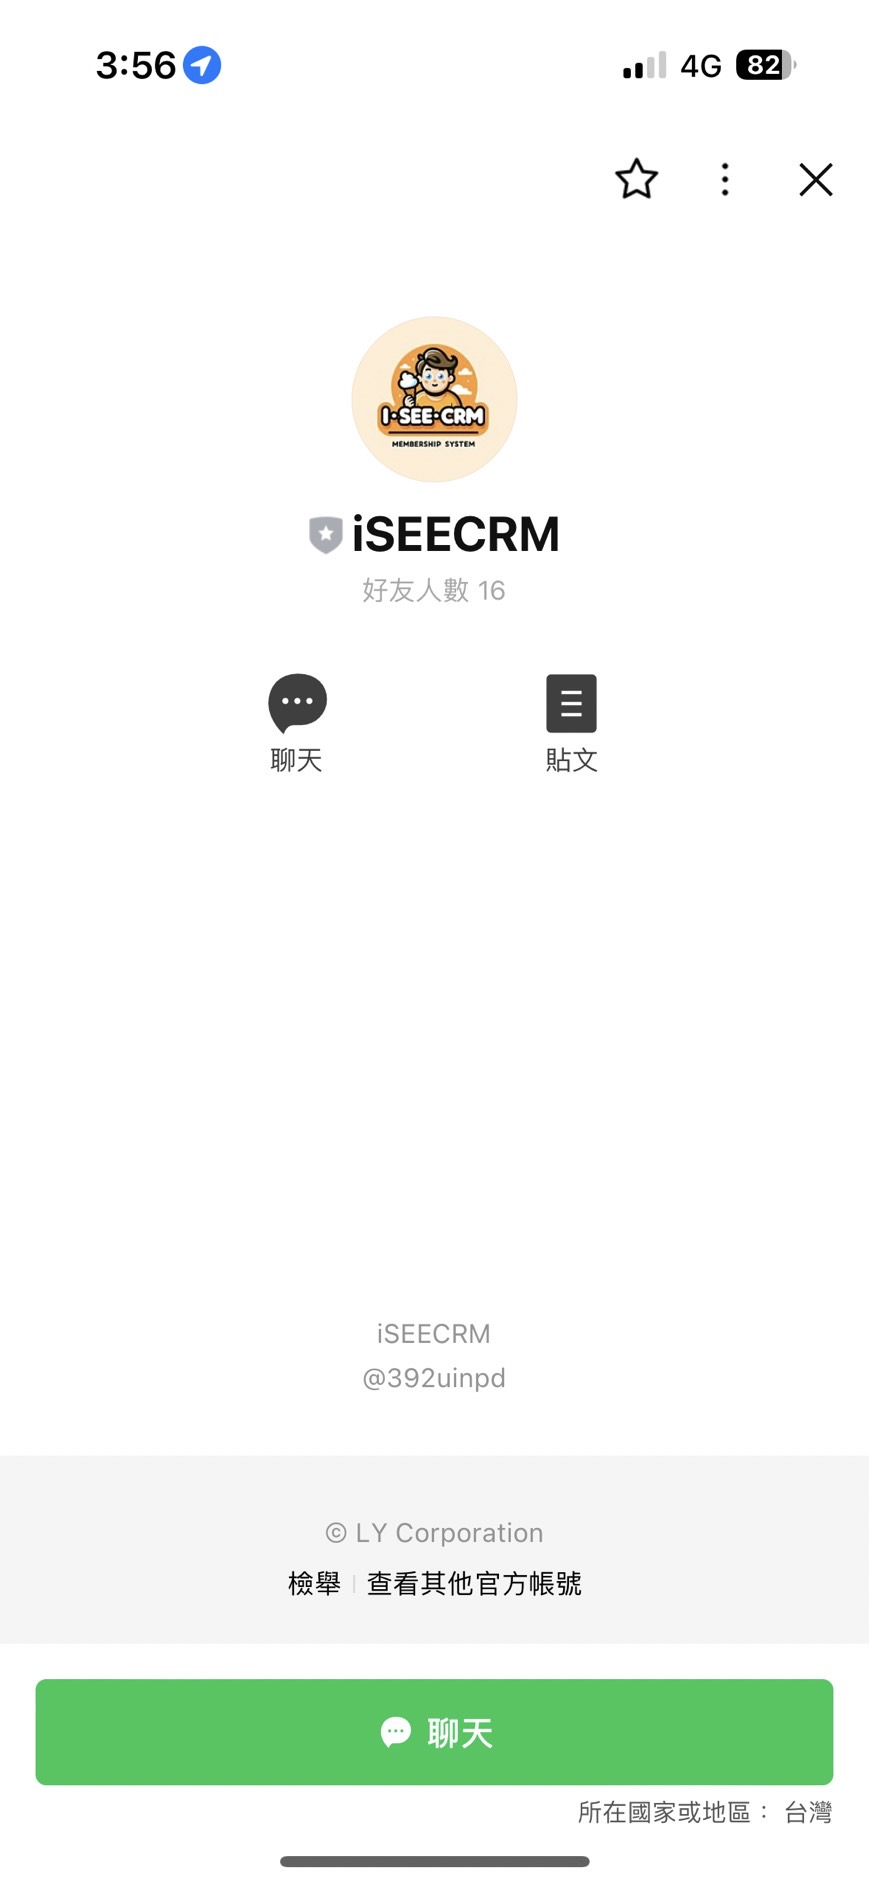 3:56
4G
82
I·SEE·CRM
MEMBERSHIP SYSTEM
iSEECRM
好友人數 16
聊天
貼文
iSEECRM
@392uinpd
© LY Corporation
檢舉 | 查看其他官方帳號
聊天
所在國家或地區： 台灣